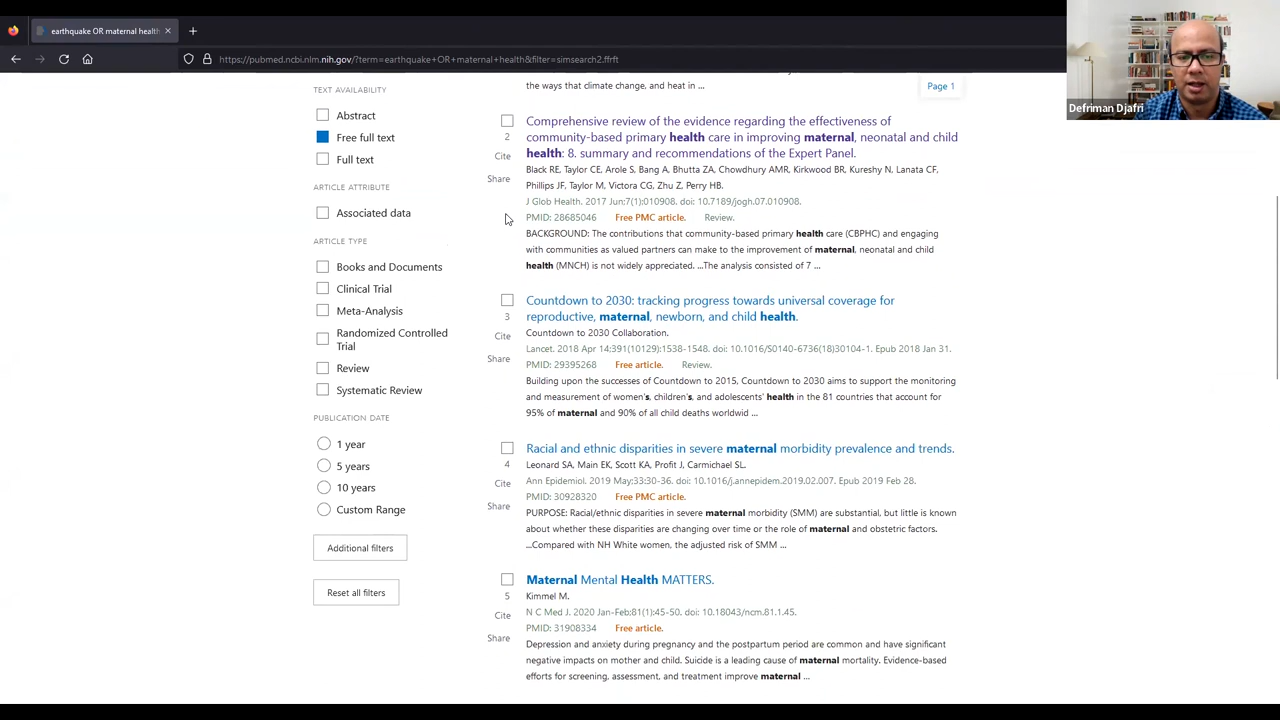 earthquake OR maternal health
https://pubmed.ncbi.nlm.nih.gov/?term=earthquake+OR+maternal+health&filter=simsearch2.ffrft
Defriman Djafri
TEXT AVAILABILITY
Abstract
Free full text
Full text
ARTICLE ATTRIBUTE
Associated data
ARTICLE TYPE
Books and Documents
Clinical Trial
Meta-Analysis
Randomized Controlled
Trial
Review
Systematic Review
PUBLICATION DATE
1 year
5 years
10 years
Custom Range
Additional filters
Reset all filters
the ways that climate change, and heat in ...
Page 1
Comprehensive review of the evidence regarding the effectiveness of
2
community-based primary health care in improving maternal, neonatal and child
Cite
health: 8. summary and recommendations of the Expert Panel.
Black RE, Taylor CE, Arole S, Bang A, Bhutta ZA, Chowdhury AMR, Kirkwood BR, Kureshy N, Lanata CF,
Share
Phillips JF, Taylor M, Victora CG, Zhu Z, Perry HB.
J Glob Health. 2017 Jun;7(1):010908. doi: 10.7189/jogh.07.010908.
PMID: 28685046 Free PMC article. Review.
BACKGROUND: The contributions that community-based primary health care (CBPHC) and engaging
with communities as valued partners can make to the improvement of maternal, neonatal and child
health (MNCH) is not widely appreciated. ...The analysis consisted of 7 ...
Countdown to 2030: tracking progress towards universal coverage for
3
reproductive, maternal, newborn, and child health.
Cite
Countdown to 2030 Collaboration.
Lancet. 2018 Apr 14;391(10129):1538-1548. doi: 10.1016/S0140-6736(18)30104-1. Epub 2018 Jan 31.
Share
PMID: 29395268 Free article. Review.
Building upon the successes of Countdown to 2015, Countdown to 2030 aims to support the monitoring
and measurement of women's, children's, and adolescents' health in the 81 countries that account for
95% of maternal and 90% of all child deaths worldwid ...
Racial and ethnic disparities in severe maternal morbidity prevalence and trends.
4
Leonard SA, Main EK, Scott KA, Profit J, Carmichael SL.
Cite
Ann Epidemiol. 2019 May;33:30-36. doi: 10.1016/j.annepidem.2019.02.007. Epub 2019 Feb 28.
Share
PMID: 30928320 Free PMC article.
PURPOSE: Racial/ethnic disparities in severe maternal morbidity (SMM) are substantial, but little is known
about whether these disparities are changing over time or the role of maternal and obstetric factors.
...Compared with NH White women, the adjusted risk of SMM ...
Maternal Mental Health MATTERS.
5
Kimmel M.
Cite
N C Med J. 2020 Jan-Feb;81(1):45-50. doi: 10.18043/ncm.81.1.45.
Share
PMID: 31908334 Free article.
Depression and anxiety during pregnancy and the postpartum period are common and have significant
negative impacts on mother and child. Suicide is a leading cause of maternal mortality. Evidence-based
efforts for screening, assessment, and treatment improve maternal ...